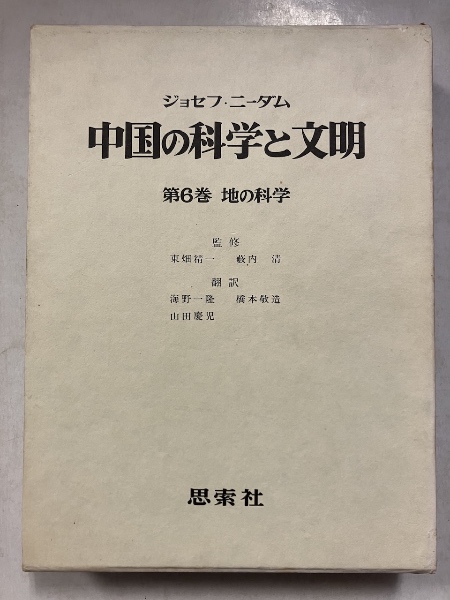 ジョセフ・ニーダム
中国の科学と文明
第6巻 地の科学
監修
東畑精一 藪内 清
翻訳
海野一隆 橋本敬造
山田慶児
思索社